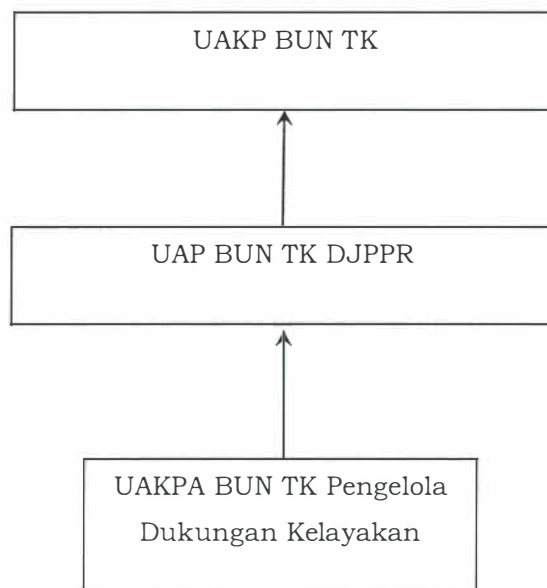 UAKP BUN TK
UAP BUN TK DJPPR
UAKPA BUN TK Pengelola
Dukungan Kelayakan